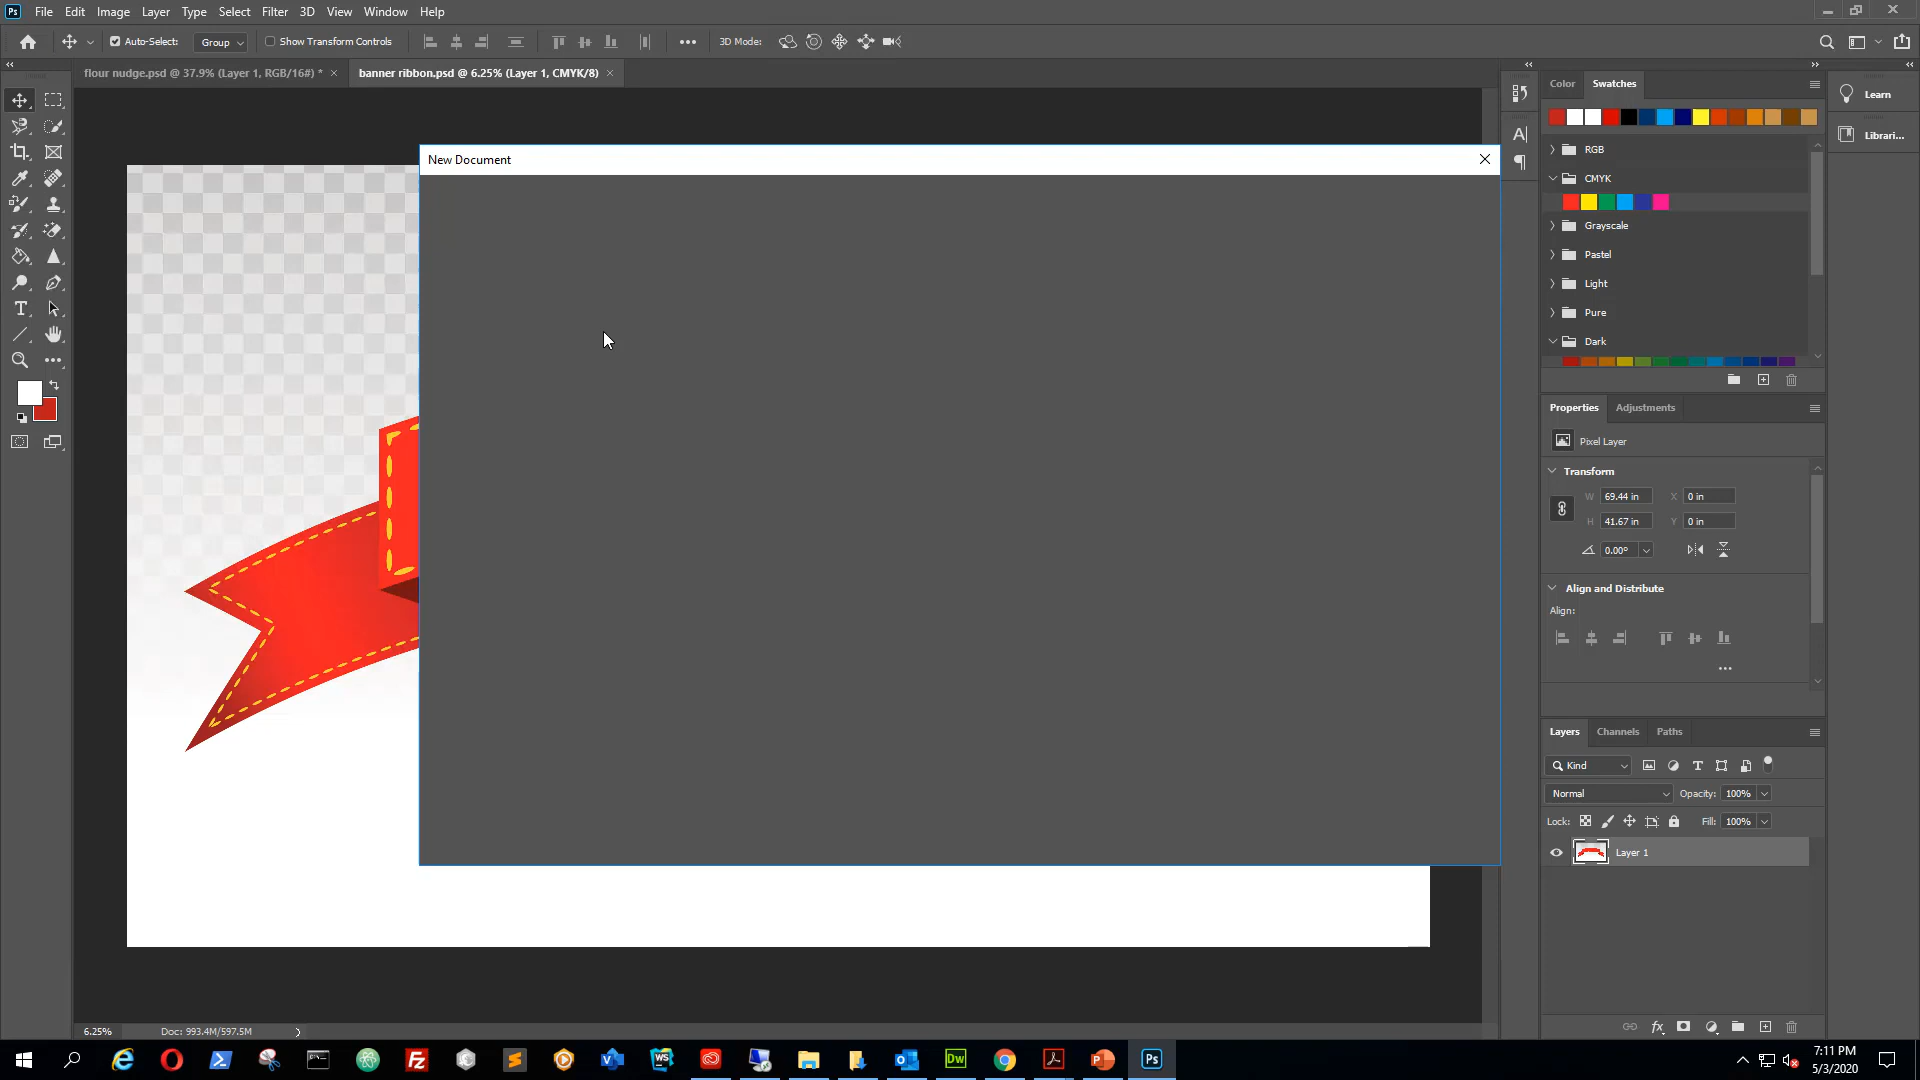 Ps File Edit Image Layer Type Select Filter 3D View Window Help
Auto-Select: Group Show Transform Controls 3D Mode:
flour nudge.psd @ 37.9% (Layer 1, RGB/16#) * banner ribbon.psd @ 6.25% (Layer 1, CMYK/8)
Color Swatches
Learn
Librari...
New Document
RGB
CMYK
Grayscale
Pastel
Light
Pure
Dark
Properties Adjustments
Pixel Layer
Transform
W 69.44 in X 0 in
H 41.67 in Y 0 in
0.00°
Align and Distribute
Align:
Layers Channels Paths
Kind
Normal Opacity: 100%
Lock: Fill: 100%
Layer 1
fx
6.25% Doc: 993.4M/597.5M
7:11 PM
5/3/2020
WS
Dw
Ps